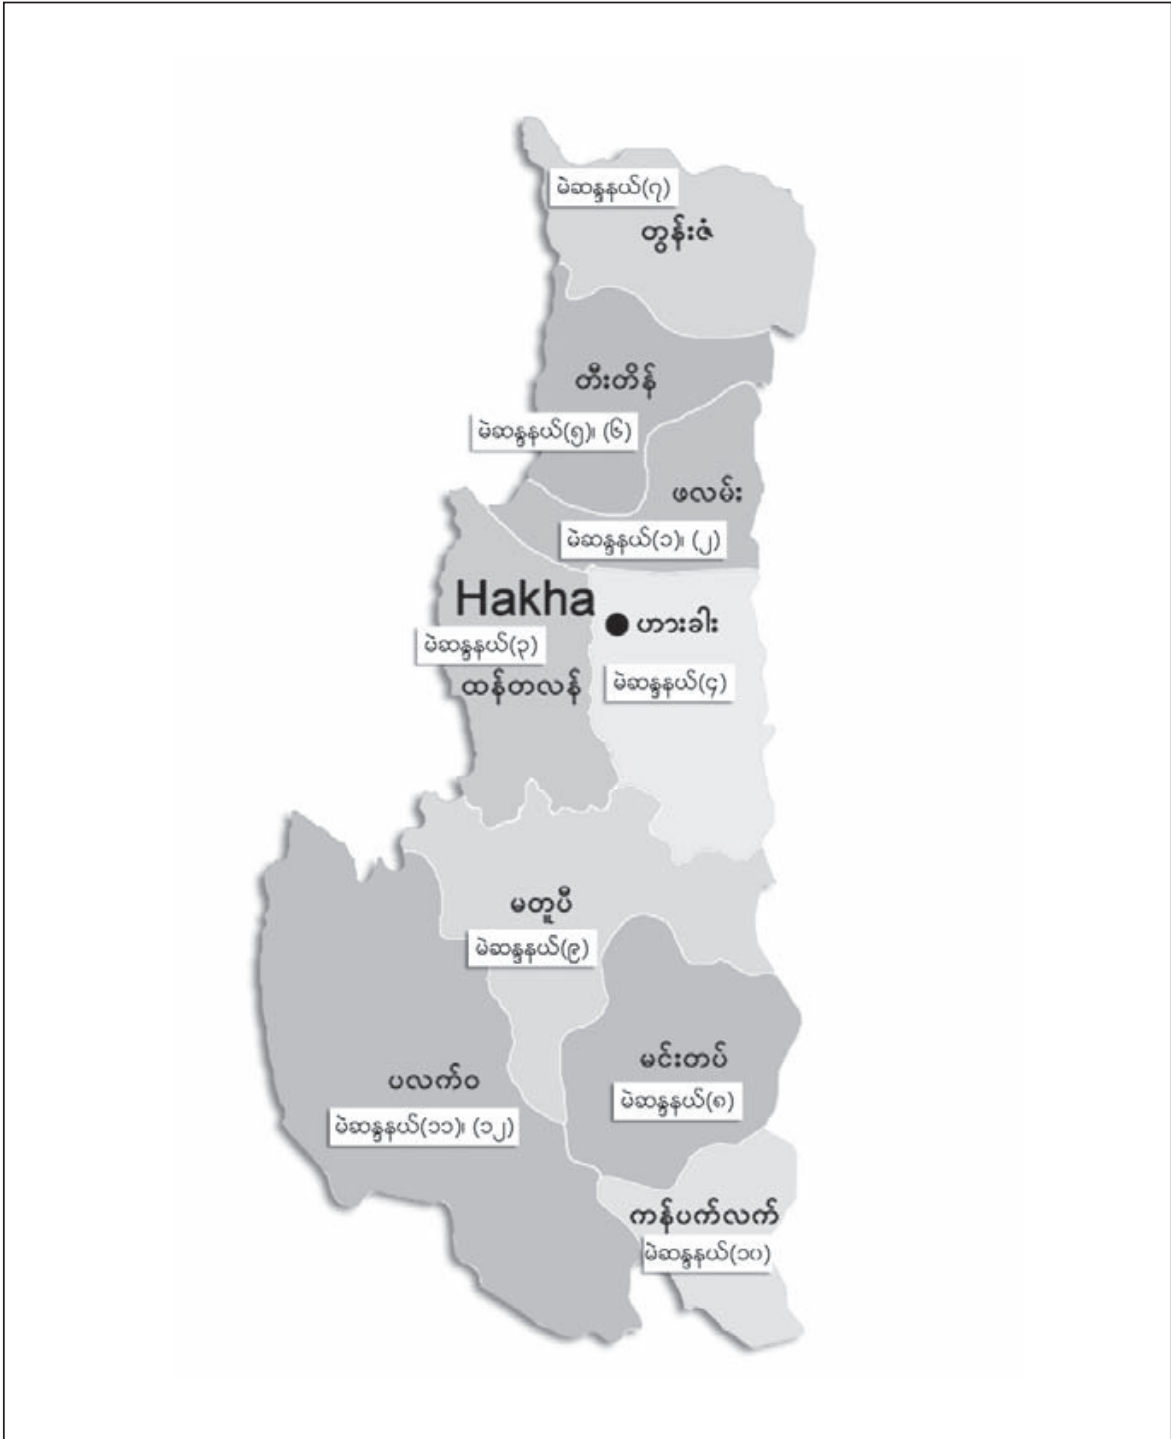 မဲဆန္ဒနယ်(၇)
တွန်းဇံ
တီးတိန်
မဲဆန္ဒနယ်(၅)၊ (၆)
ဖလမ်း
မဲဆန္ဒနယ်(၁)၊ (၂)
Hakha
ဟားခါး
မဲဆန္ဒနယ်(၃)
ထန်တလန်
မဲဆန္ဒနယ်(၄)
မတူပီ
မဲဆန္ဒနယ်(၉)
မင်းတပ်
မဲဆန္ဒနယ်(၈)
ပလက်ဝ
မဲဆန္ဒနယ်(၁၁)၊ (၁၂)
ကန်ပက်လက်
မဲဆန္ဒနယ်(၁၀)